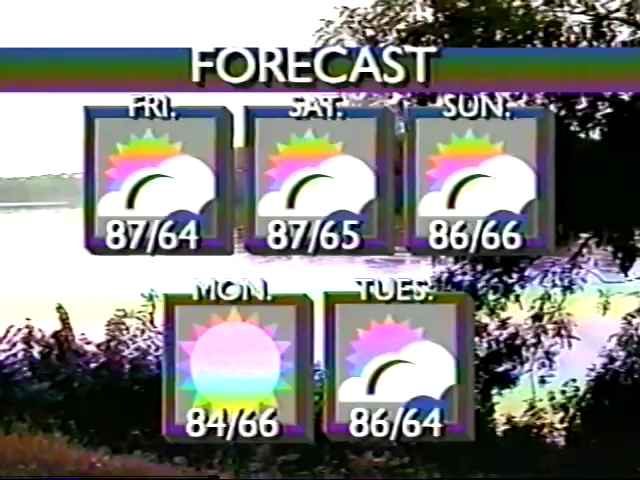 FORECAST
FRI. SAT. SUN.
87/64 87/65 86/66
MON. TUES.
84/66 86/64